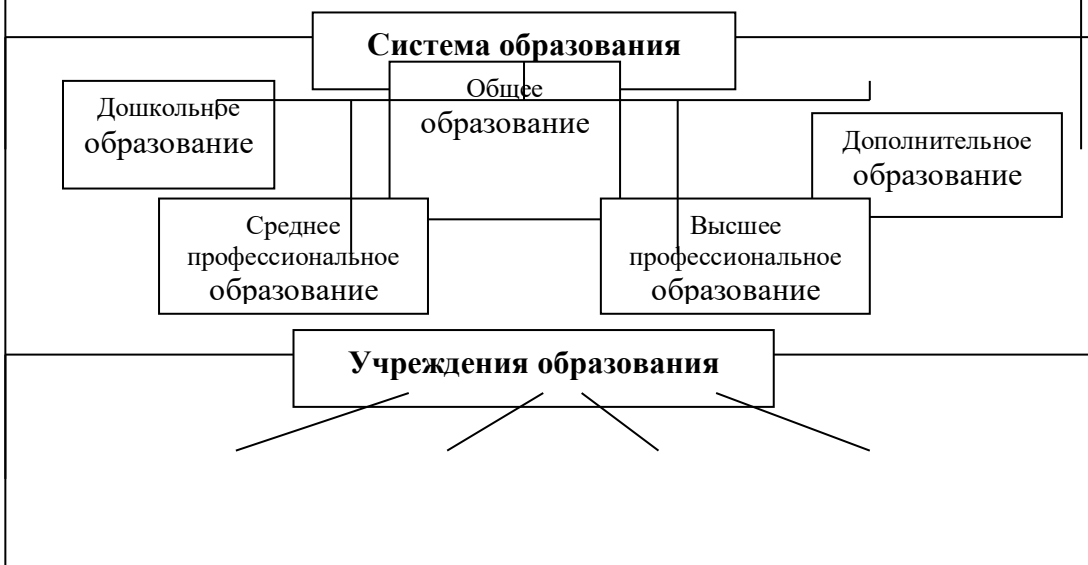 Система образования
Дошкольное
образование
Общее
образование
Дополнительное
образование
Среднее
профессиональное
образование
Высшее
профессиональное
образование
Учреждения образования